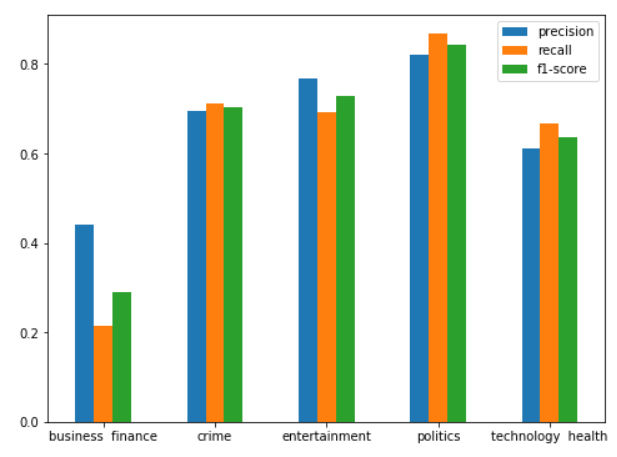 precision
recall
f1-score
0.8
0.6
0.4
0.2
0.0
business finance
crime
entertainment
politics
technology health